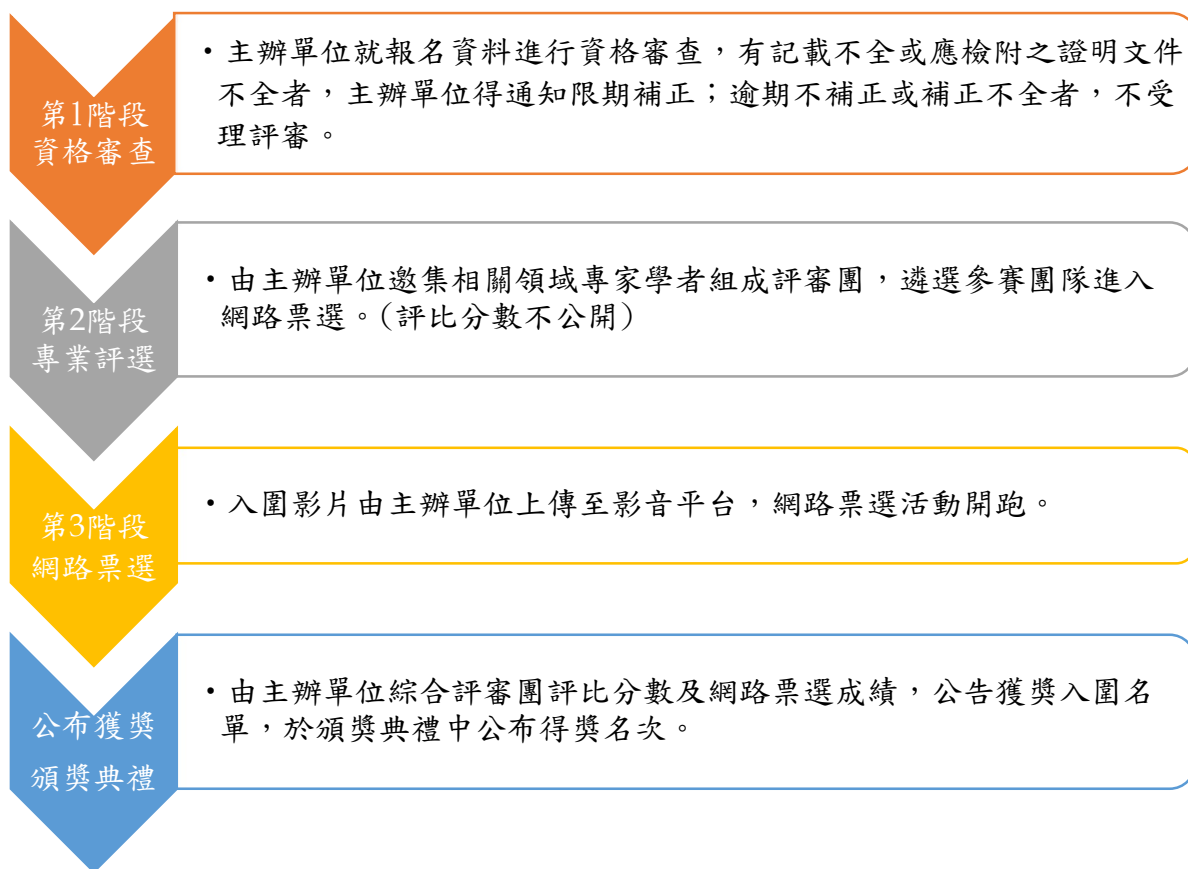 第1階段
資格審查
・主辦單位就報名資料進行資格審查，有記載不全或應檢附之證明文件
不全者，主辦單位得通知限期補正；逾期不補正或補正不全者，不受
理評審。
第2階段
專業評選
・由主辦單位邀集相關領域專家學者組成評審團，遴選參賽團隊進入
網路票選。(評比分數不公開)
第3階段
網路票選
・入圍影片由主辦單位上傳至影音平台，網路票選活動開跑。
公布獲獎
頒獎典禮
・由主辦單位綜合評審團評比分數及網路票選成績，公告獲獎入圍名
單，於頒獎典禮中公布得獎名次。